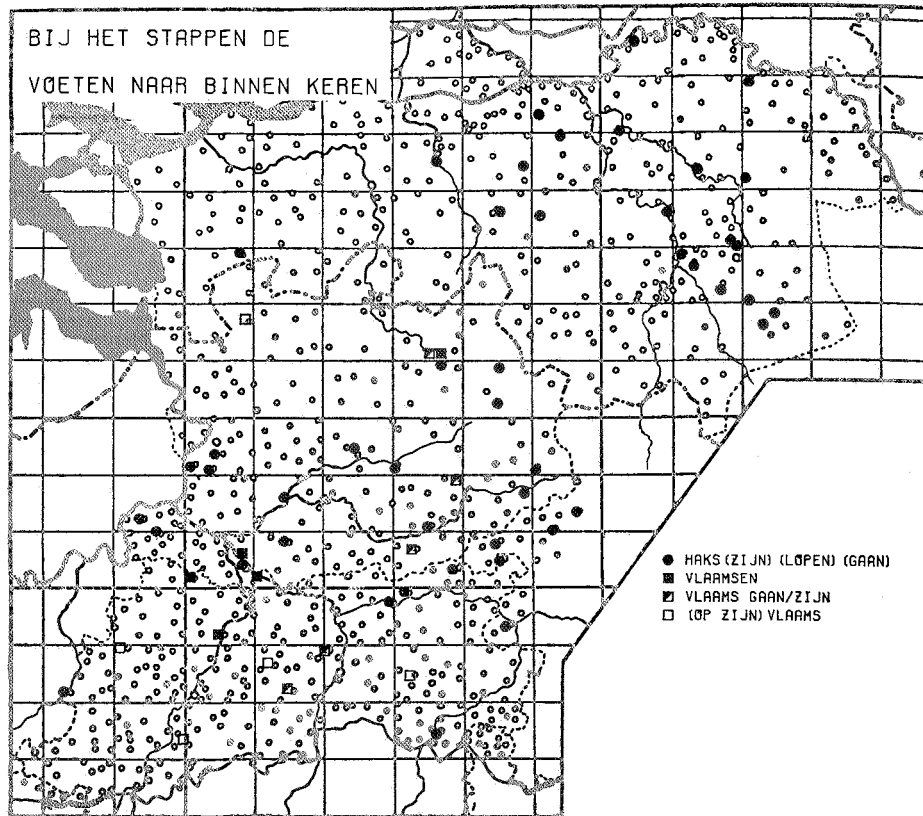 BIJ HET STAPPEN DE
VOETEN NAAR BINNEN KEREN
HAKS (ZIJN) (LOPEN) (GAAN)
VLAAMSEN
VLAAMS GAAN/ZIJN
(OP ZIJN) VLAAMS